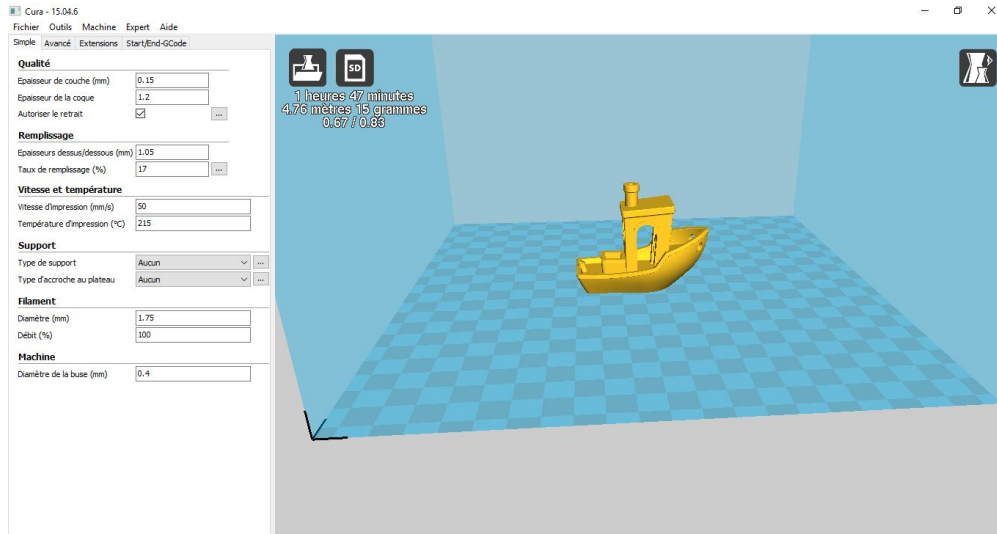 Cura - 15.04.6
Fichier Outils Machine Expert Aide
Simple Avancé Extensions Start/End-GCode
Qualité
Epaisseur de couche (mm) 0.15
Epaisseur de la coque 1.2
Autoriser le retrait ...
Remplissage
Epaisseurs dessus/dessous (mm) 1.05
Taux de remplissage (%) 17 ...
Vitesse et température
Vitesse d'impression (mm/s) 50
Température d'impression (°C) 215
Support
Type de support Aucun ...
Type d'accroche au plateau Aucun ...
Filament
Diamètre (mm) 1.75
Débit (%) 100
Machine
Diamètre de la buse (mm) 0.4
SD
1 heures 47 minutes
4.76 mètres 15 grammes
0.67 / 0.83